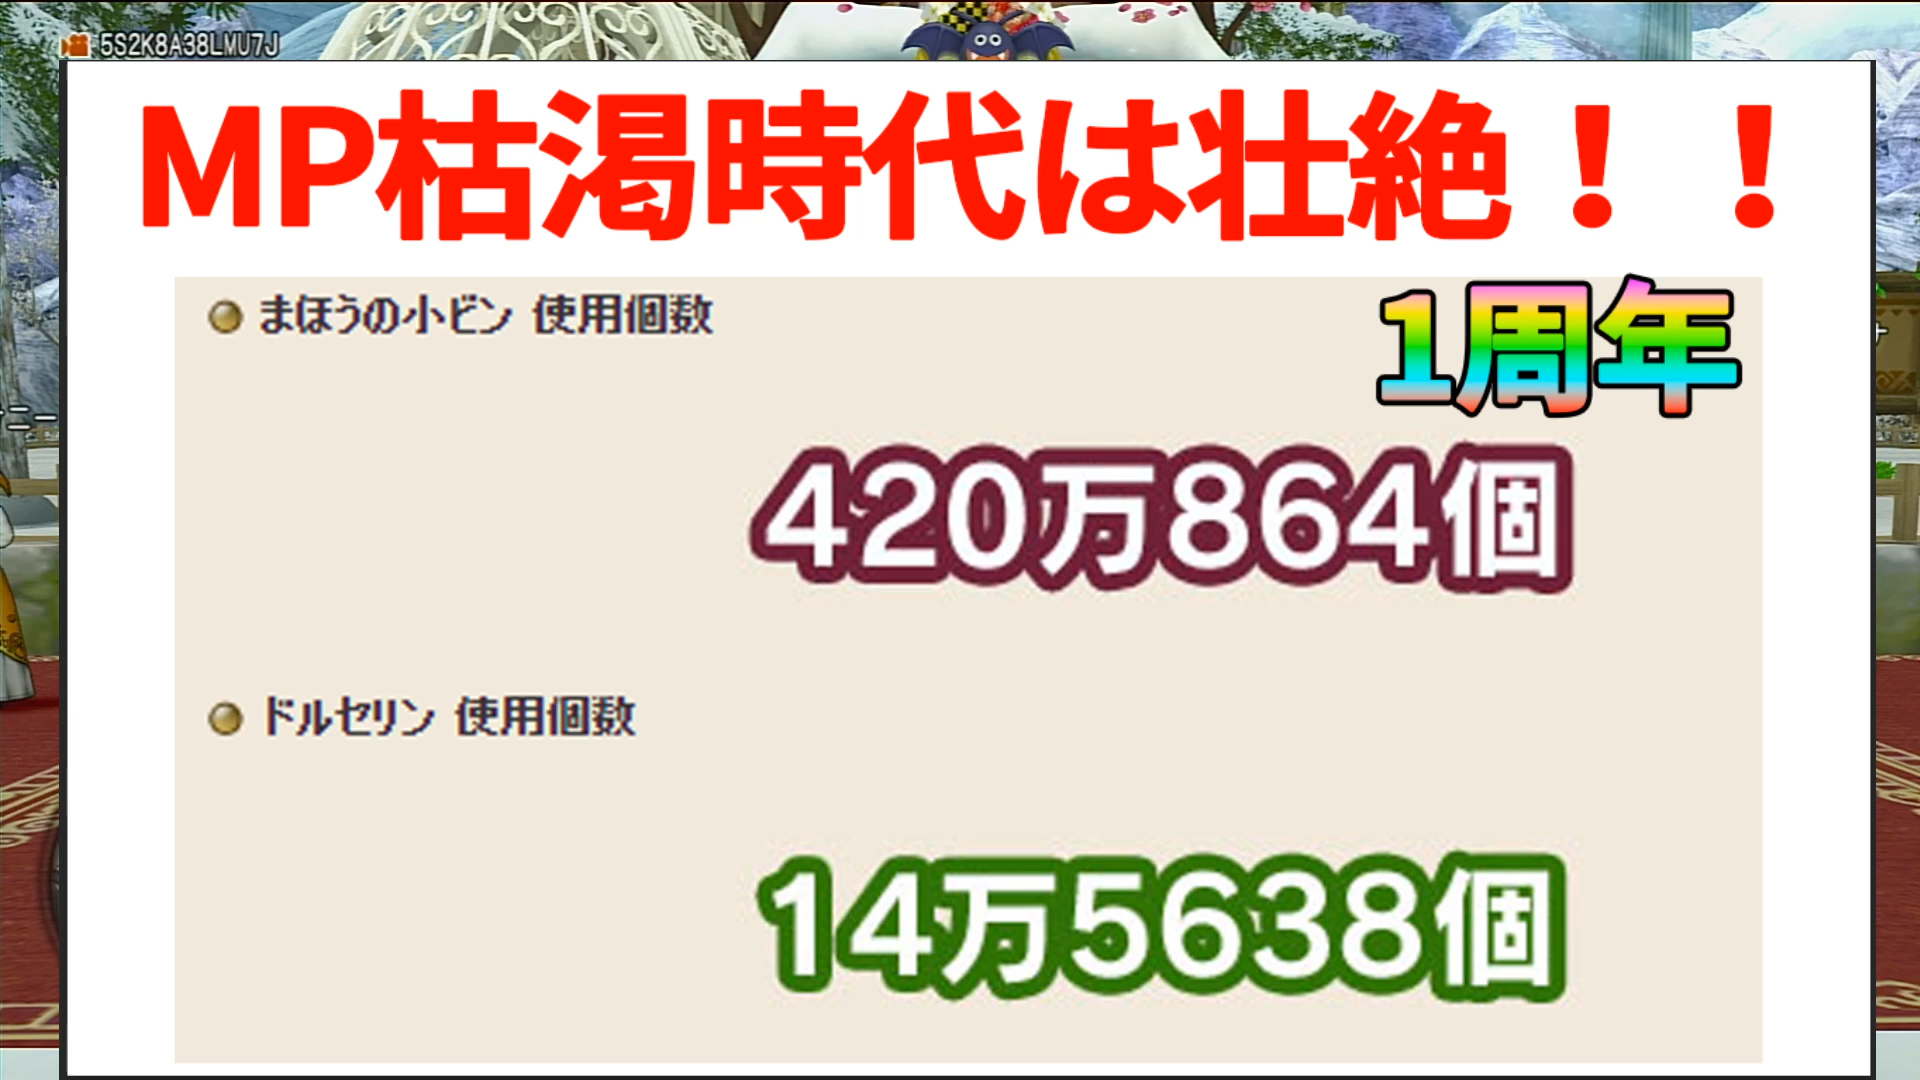 5S2K8A38LMU7J
MP枯渇時代は壮絶！！
1周年
まほうの小ビン 使用個数
420万864個
ドルセリン 使用個数
14万5638個